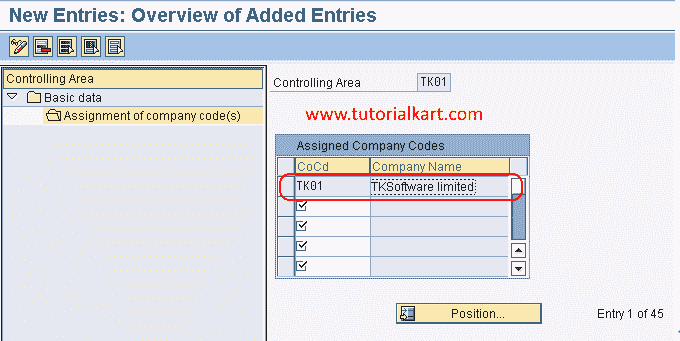 New Entries: Overview of Added Entries
Controlling Area
Basic data
Assignment of company code(s)
Controlling Area TK01
www.tutorialkart.com
Assigned Company Codes
CoCd Company Name
TK01 TKSoftware limited
Position... Entry 1 of 45